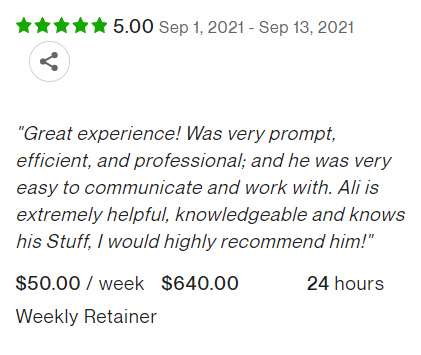 5.00 Sep 1, 2021 - Sep 13, 2021
"Great experience! Was very prompt,
efficient, and professional; and he was very
easy to communicate and work with. Ali is
extremely helpful, knowledgeable and knows
his Stuff, I would highly recommend him!"
$50.00 / week $640.00 24 hours
Weekly Retainer